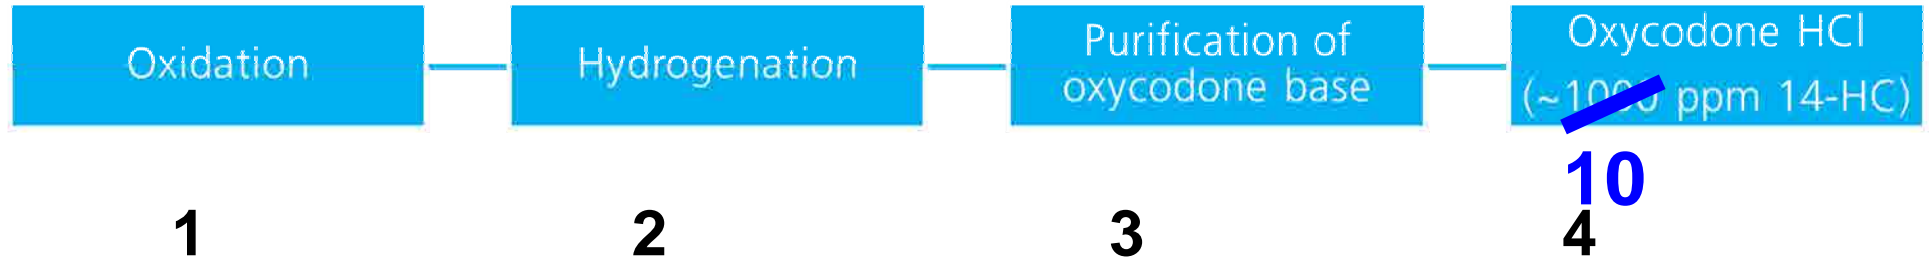 Oxidation
Hydrogenation
Purification of
oxycodone base
Oxycodone HCl
(~1000 ppm 14-HC)
10
1
2
3
4